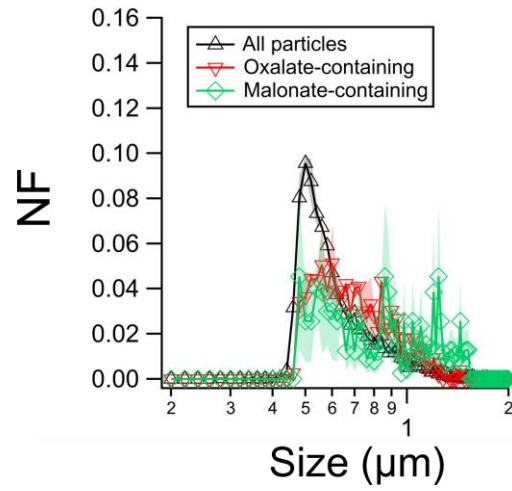 0.16
0.14
0.12
0.10
0.08
0.06
0.04
0.02
0.00
NF
All particles
Oxalate-containing
Malonate-containing
2 3 4 5 6 7 8 9 2
1
Size (μm)